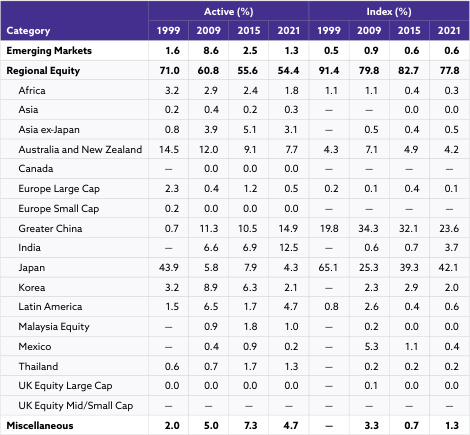 Active (%) Index (%)
Category 1999 2009 2015 2021 1999 2009 2015 2021
Emerging Markets 1.6 8.6 2.5 1.3 0.5 0.9 0.6 0.6
Regional Equity 71.0 60.8 55.6 54.4 91.4 79.8 82.7 77.8
Africa 3.2 2.9 2.4 1.8 1.1 1.1 0.4 0.3
Asia 0.2 0.4 0.2 0.3 — — 0.0 0.0
Asia ex-Japan 0.8 3.9 5.1 3.1 — 0.5 0.4 0.5
Australia and New Zealand 14.5 12.0 9.1 7.7 4.3 7.1 4.9 4.2
Canada — 0.0 0.0 0.0 — — — —
Europe Large Cap 2.3 0.4 1.2 0.5 0.2 0.1 0.4 0.1
Europe Small Cap 0.2 0.0 0.0 0.0 — — — —
Greater China 0.7 11.3 10.5 14.9 19.8 34.3 32.1 23.6
India — 6.6 6.9 12.5 — 0.6 0.7 3.7
Japan 43.9 5.8 7.9 4.3 65.1 25.3 39.3 42.1
Korea 3.2 8.9 6.3 2.1 — 2.3 2.9 2.0
Latin America 1.5 6.5 1.7 4.7 0.8 2.6 0.4 0.6
Malaysia Equity — 0.9 1.8 1.0 — 0.2 0.0 0.0
Mexico — 0.4 0.9 0.2 — 5.3 1.1 0.4
Thailand 0.6 0.7 1.7 1.3 — 0.2 0.2 0.2
UK Equity Large Cap 0.0 0.0 0.0 0.0 — 0.1 0.0 0.0
UK Equity Mid/Small Cap — — — — — — — —
Miscellaneous 2.0 5.0 7.3 4.7 — 3.3 0.7 1.3